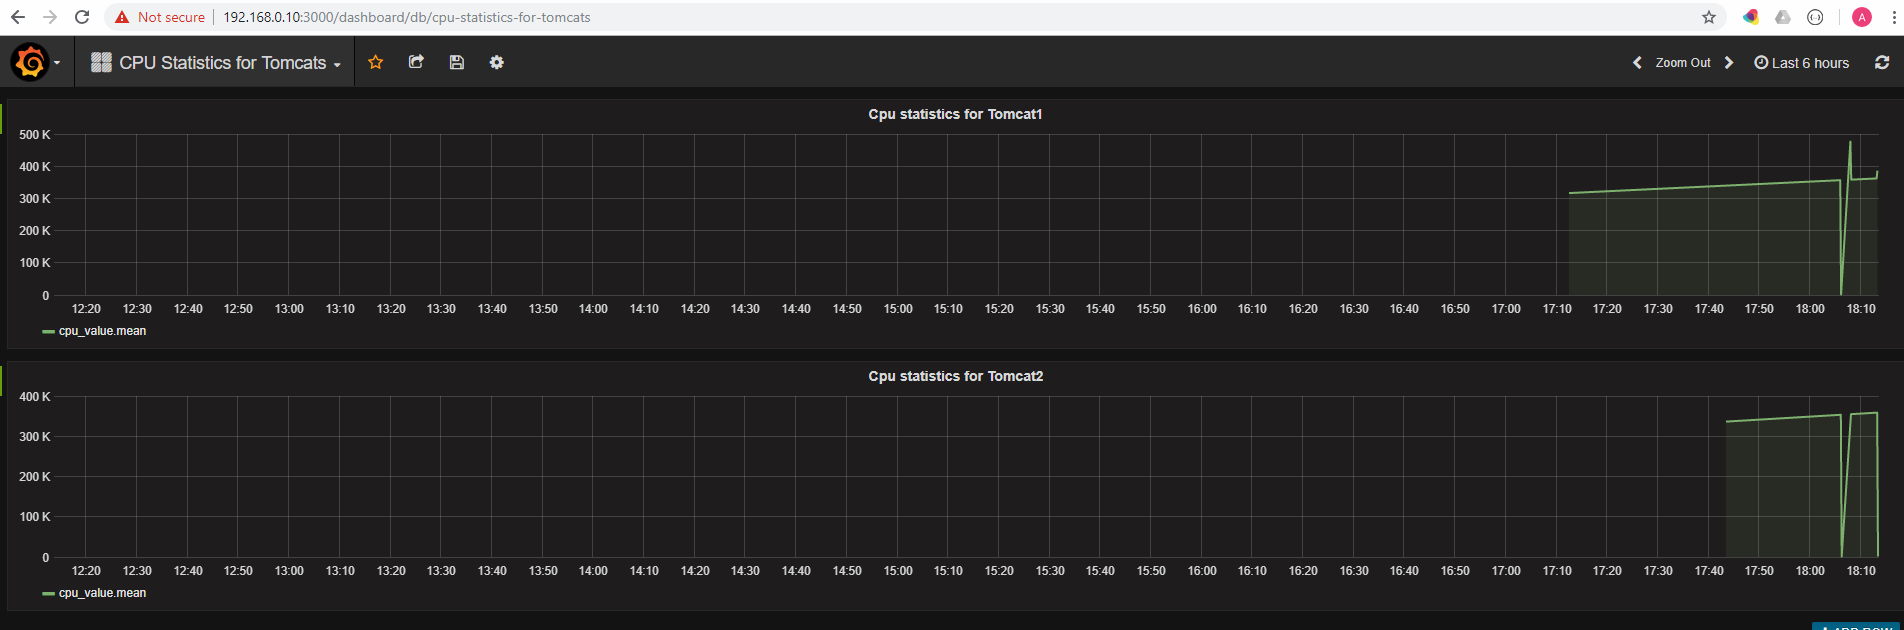 Not secure | 192.168.0.10:3000/dashboard/db/cpu-statistics-for-tomcats A
CPU Statistics for Tomcats Zoom Out Last 6 hours
Cpu statistics for Tomcat1
500 K
400 K
300 K
200 K
100 K
0
12:20 12:30 12:40 12:50 13:00 13:10 13:20 13:30 13:40 13:50 14:00 14:10 14:20 14:30 14:40 14:50 15:00 15:10 15:20 15:30 15:40 15:50 16:00 16:10 16:20 16:30 16:40 16:50 17:00 17:10 17:20 17:30 17:40 17:50 18:00 18:10
cpu_value.mean
Cpu statistics for Tomcat2
400 K
300 K
200 K
100 K
0
12:20 12:30 12:40 12:50 13:00 13:10 13:20 13:30 13:40 13:50 14:00 14:10 14:20 14:30 14:40 14:50 15:00 15:10 15:20 15:30 15:40 15:50 16:00 16:10 16:20 16:30 16:40 16:50 17:00 17:10 17:20 17:30 17:40 17:50 18:00 18:10
cpu_value.mean
ADD ROW